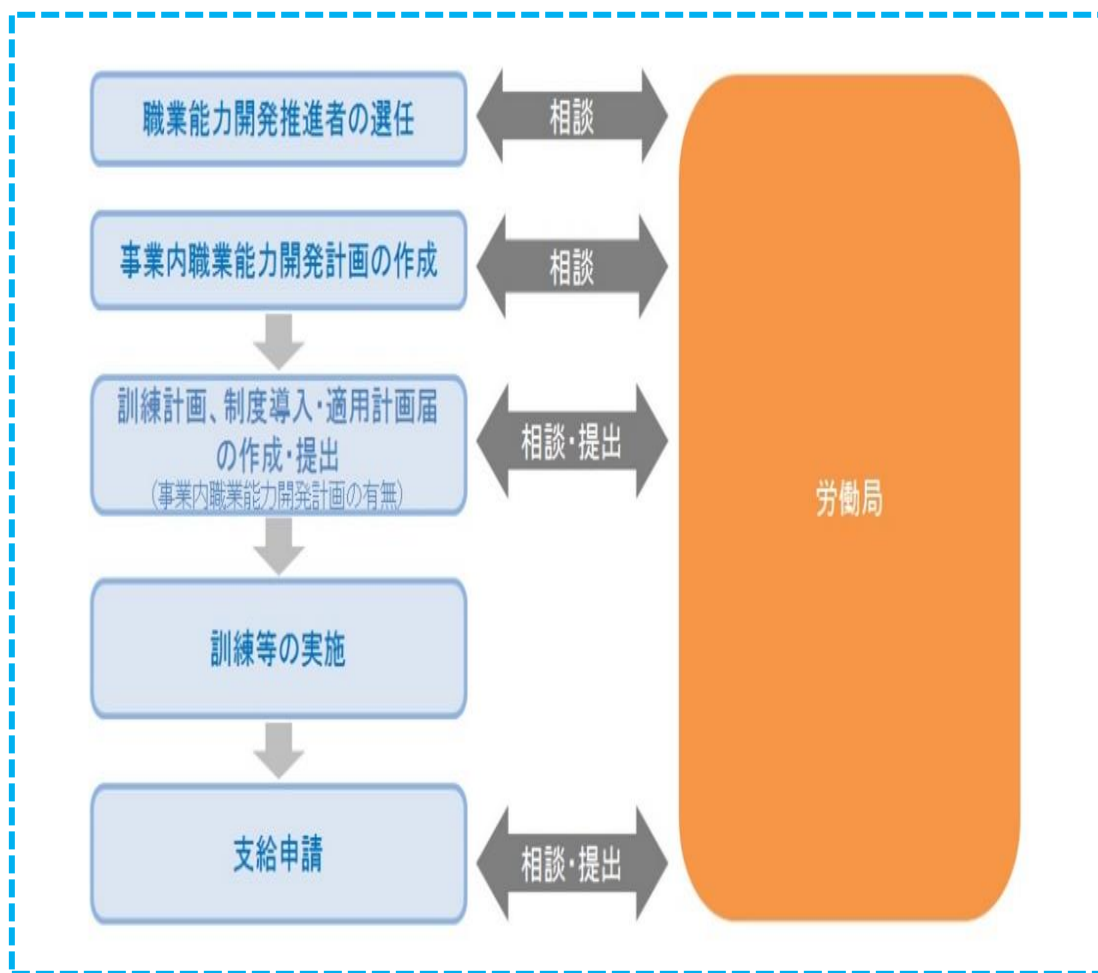 職業能力開発推進者の選任
相談
事業内職業能力開発計画の作成
相談
訓練計画、制度導入・適用計画届
の作成・提出
(事業内職業能力開発計画の有無)
相談・提出
労働局
訓練等の実施
支給申請
相談・提出